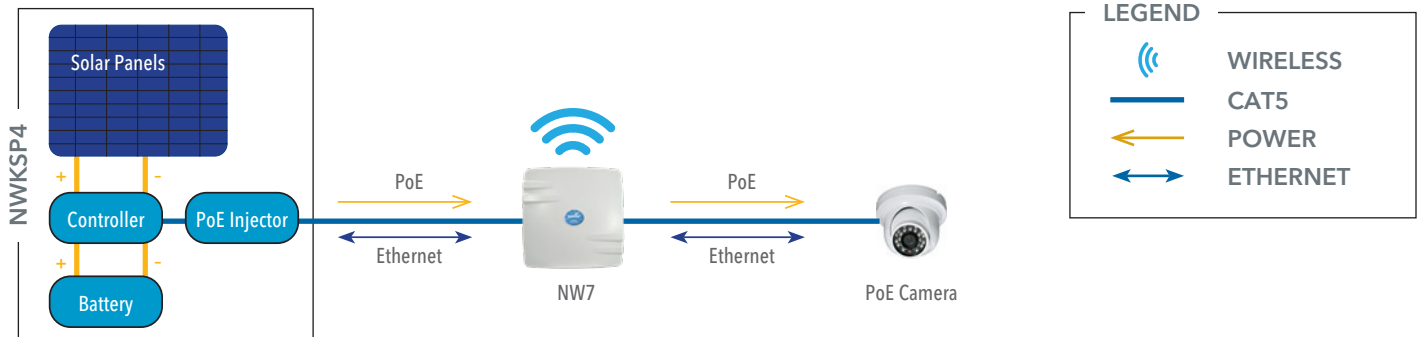 NWKSP4
Solar Panels
+ -
Controller
PoE Injector
+ -
Battery
PoE
Ethernet
NW7
PoE
Ethernet
PoE Camera
LEGEND
WIRELESS
CAT5
POWER
ETHERNET